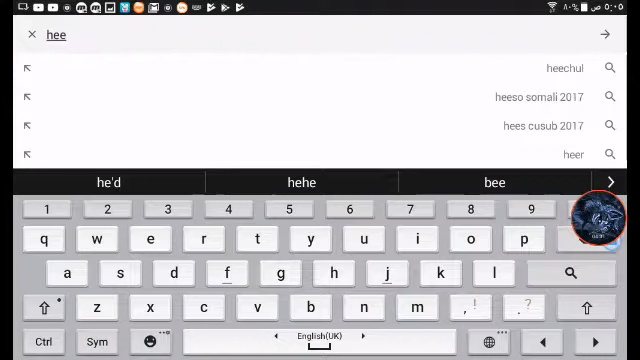 ٥:٠٥ ص ٨٠%
hee
heechul
heeso somali 2017
hees cusub 2017
heer
he'd hehe bee
1 2 3 4 5 6 7 8 9
q w e r t y u i o p
a s d f g h j k l
z x c v b n m , ! . ?
Ctrl Sym English(UK)